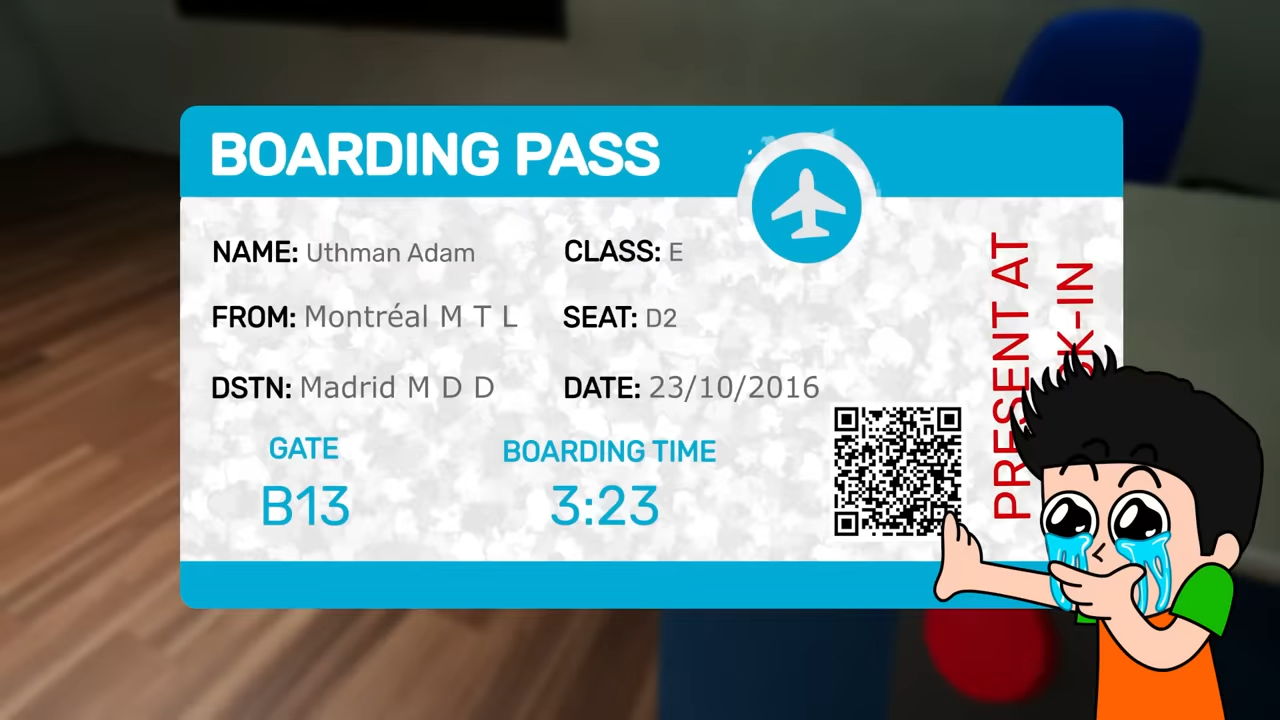 BOARDING PASS
NAME: Uthman Adam
CLASS: E
FROM: Montréal M T L
SEAT: D2
DSTN: Madrid M D D
DATE: 23/10/2016
GATE
BOARDING TIME
B13
3:23
PRESENT AT